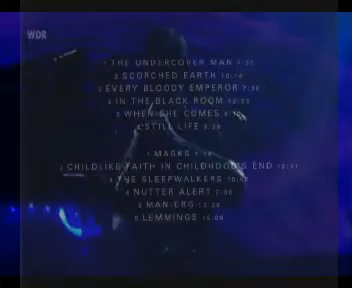 WDR
1 THE UNDERCOVER MAN
2 SCORCHED EARTH 10:14
3 EVERY BLOODY EMPEROR
4 IN THE BLACK ROOM
5 WHEN SHE COMES
6 STILL LIFE
1 MASKS
2 CHILDLIKE FAITH IN CHILDHOOD'S END
3 THE SLEEPWALKERS
4 NUTTER ALERT
5 MAN-ERG
6 LEMMINGS